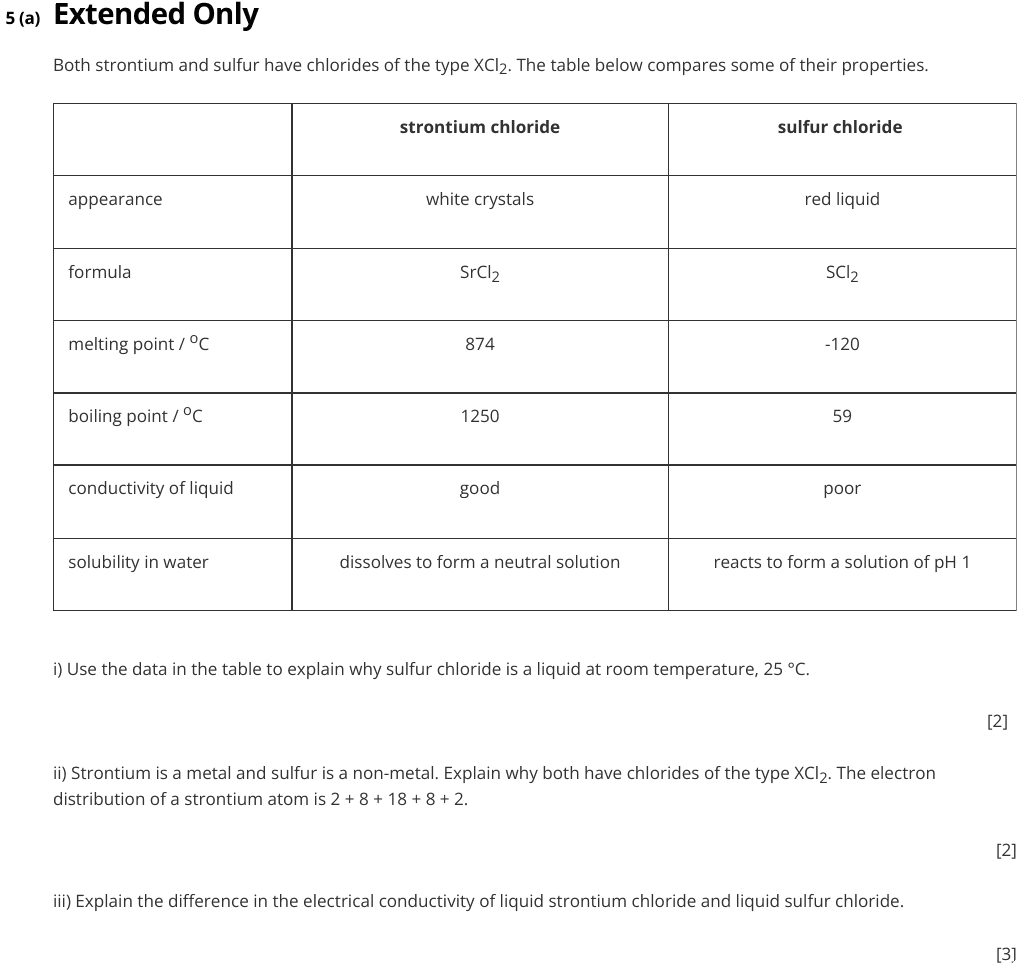 5 (a) Extended Only
Both strontium and sulfur have chlorides of the type XCl₂. The table below compares some of their properties.
strontium chloride sulfur chloride
appearance white crystals red liquid
formula SrCl₂ SCl₂
melting point / ⁰C 874 -120
boiling point / ⁰C 1250 59
conductivity of liquid good poor
solubility in water dissolves to form a neutral solution reacts to form a solution of pH 1
i) Use the data in the table to explain why sulfur chloride is a liquid at room temperature, 25 °C.
[2]
ii) Strontium is a metal and sulfur is a non-metal. Explain why both have chlorides of the type XCl₂. The electron
distribution of a strontium atom is 2 + 8 + 18 + 8 + 2.
[2]
iii) Explain the difference in the electrical conductivity of liquid strontium chloride and liquid sulfur chloride.
[3]